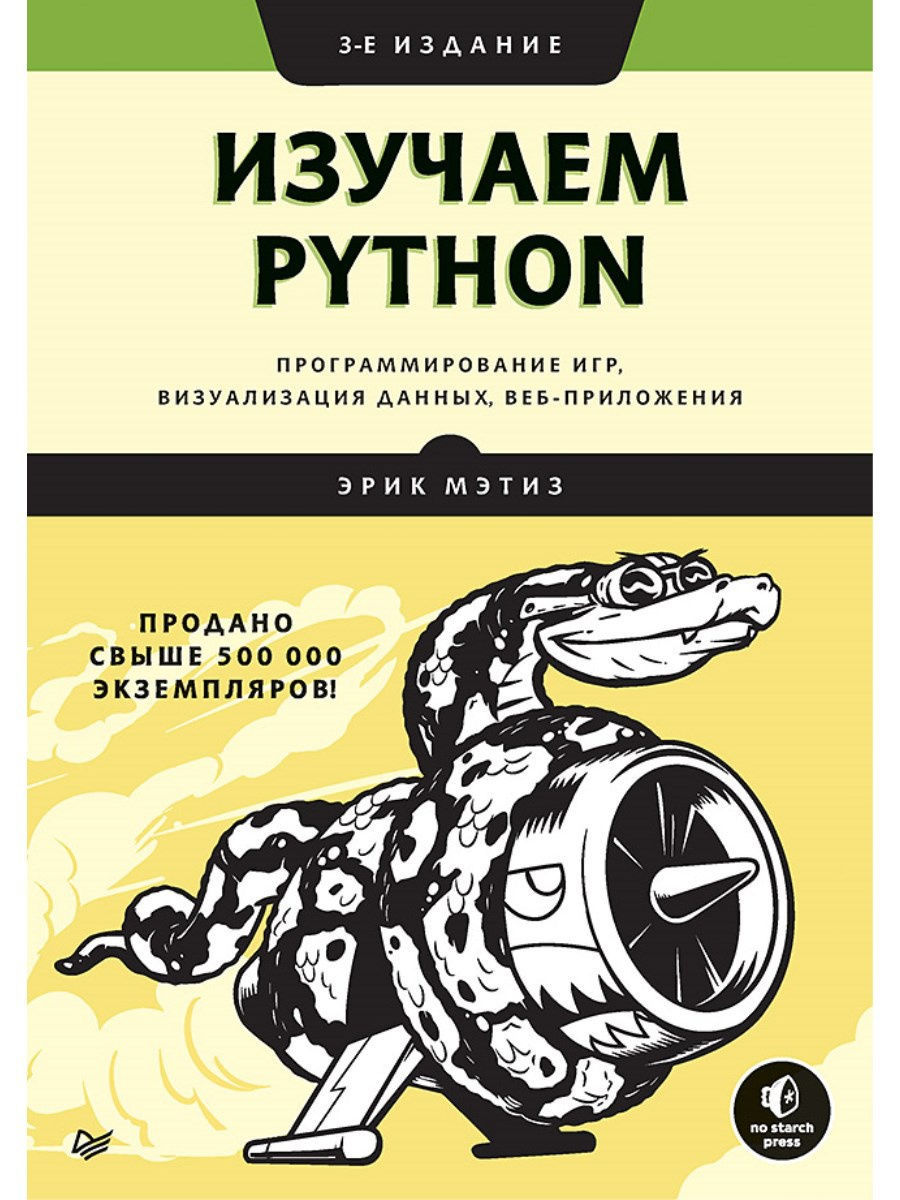 3-Е ИЗДАНИЕ
ИЗУЧАЕМ
PYTHON
ПРОГРАММИРОВАНИЕ ИГР,
ВИЗУАЛИЗАЦИЯ ДАННЫХ, ВЕБ-ПРИЛОЖЕНИЯ
ЭРИК МЭТИЗ
ПРОДАНО
СВЫШЕ 500 000
ЭКЗЕМПЛЯРОВ!
no starch
press